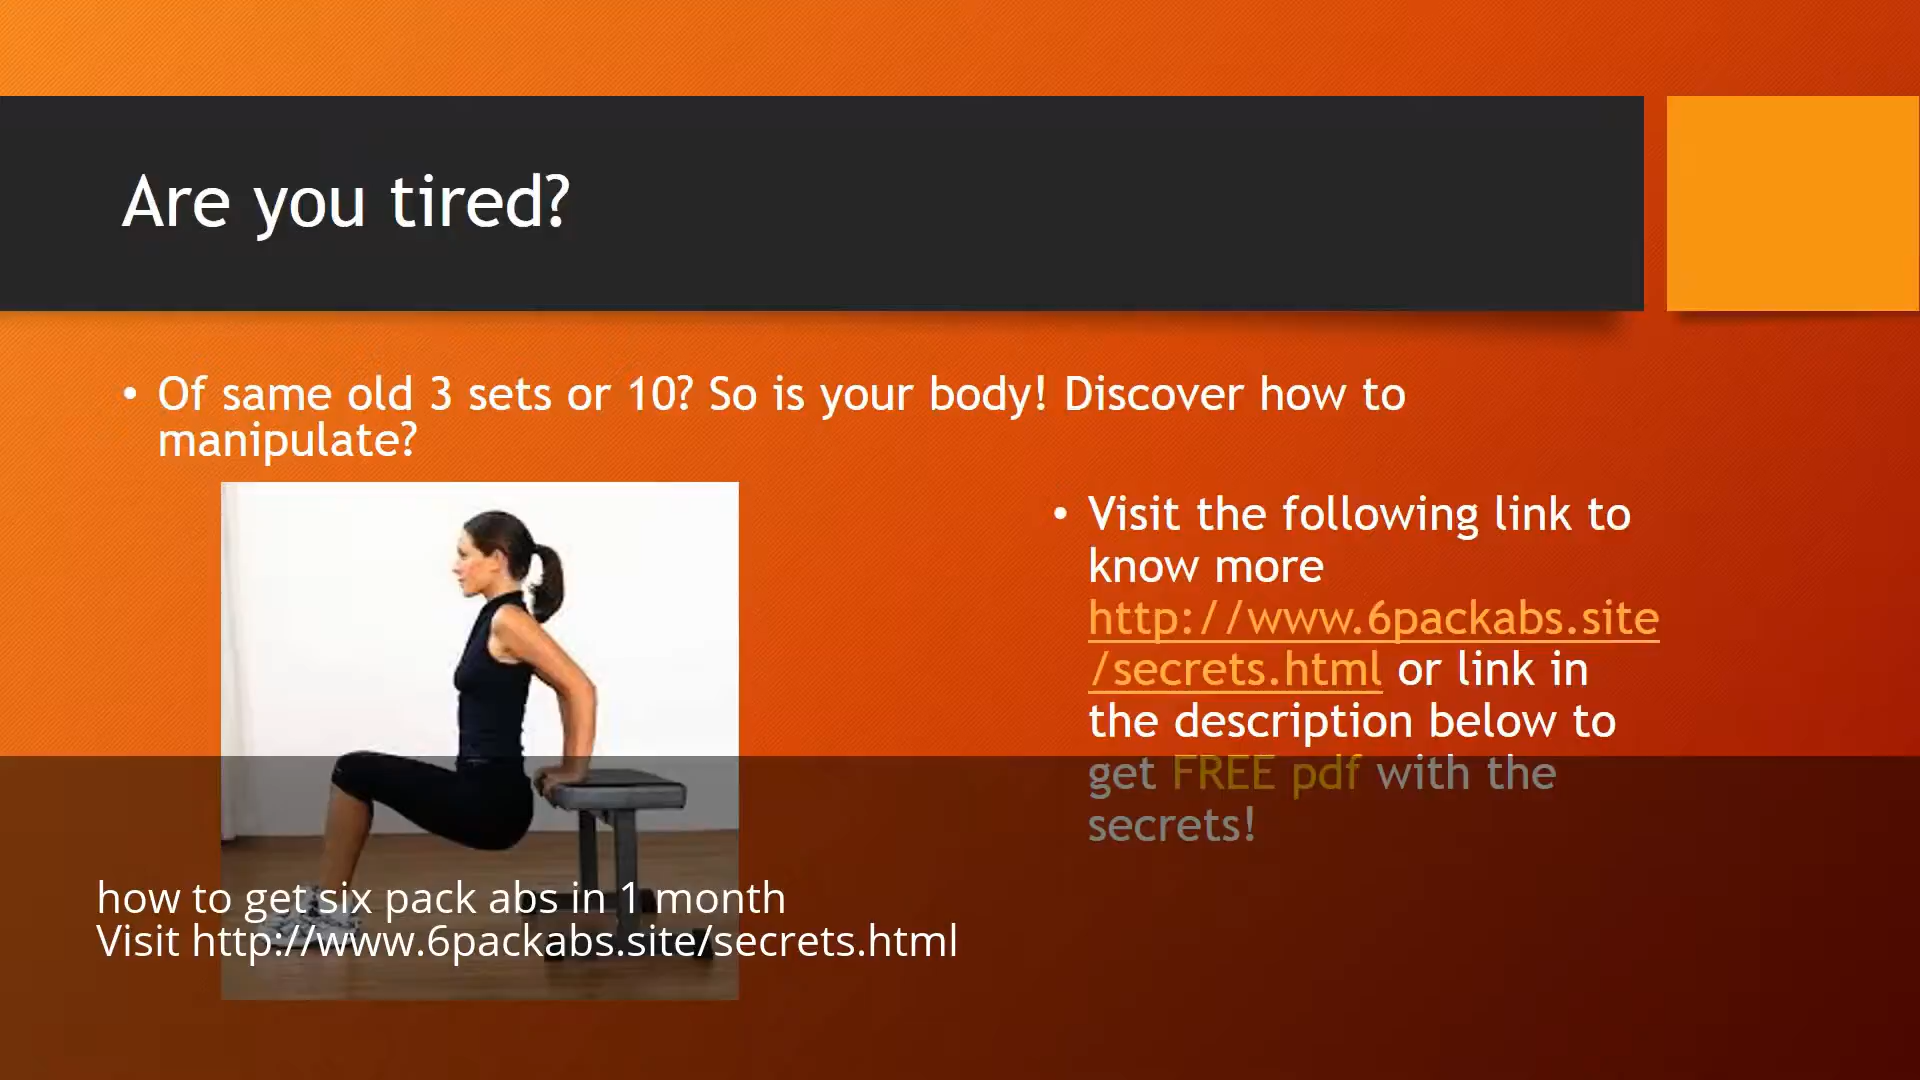 Are you tired?
• Of same old 3 sets or 10? So is your body! Discover how to
manipulate?
• Visit the following link to
know more
http://www.6packabs.site
/secrets.html or link in
the description below to
get FREE pdf with the
secrets!
how to get six pack abs in 1 month
Visit http://www.6packabs.site/secrets.html